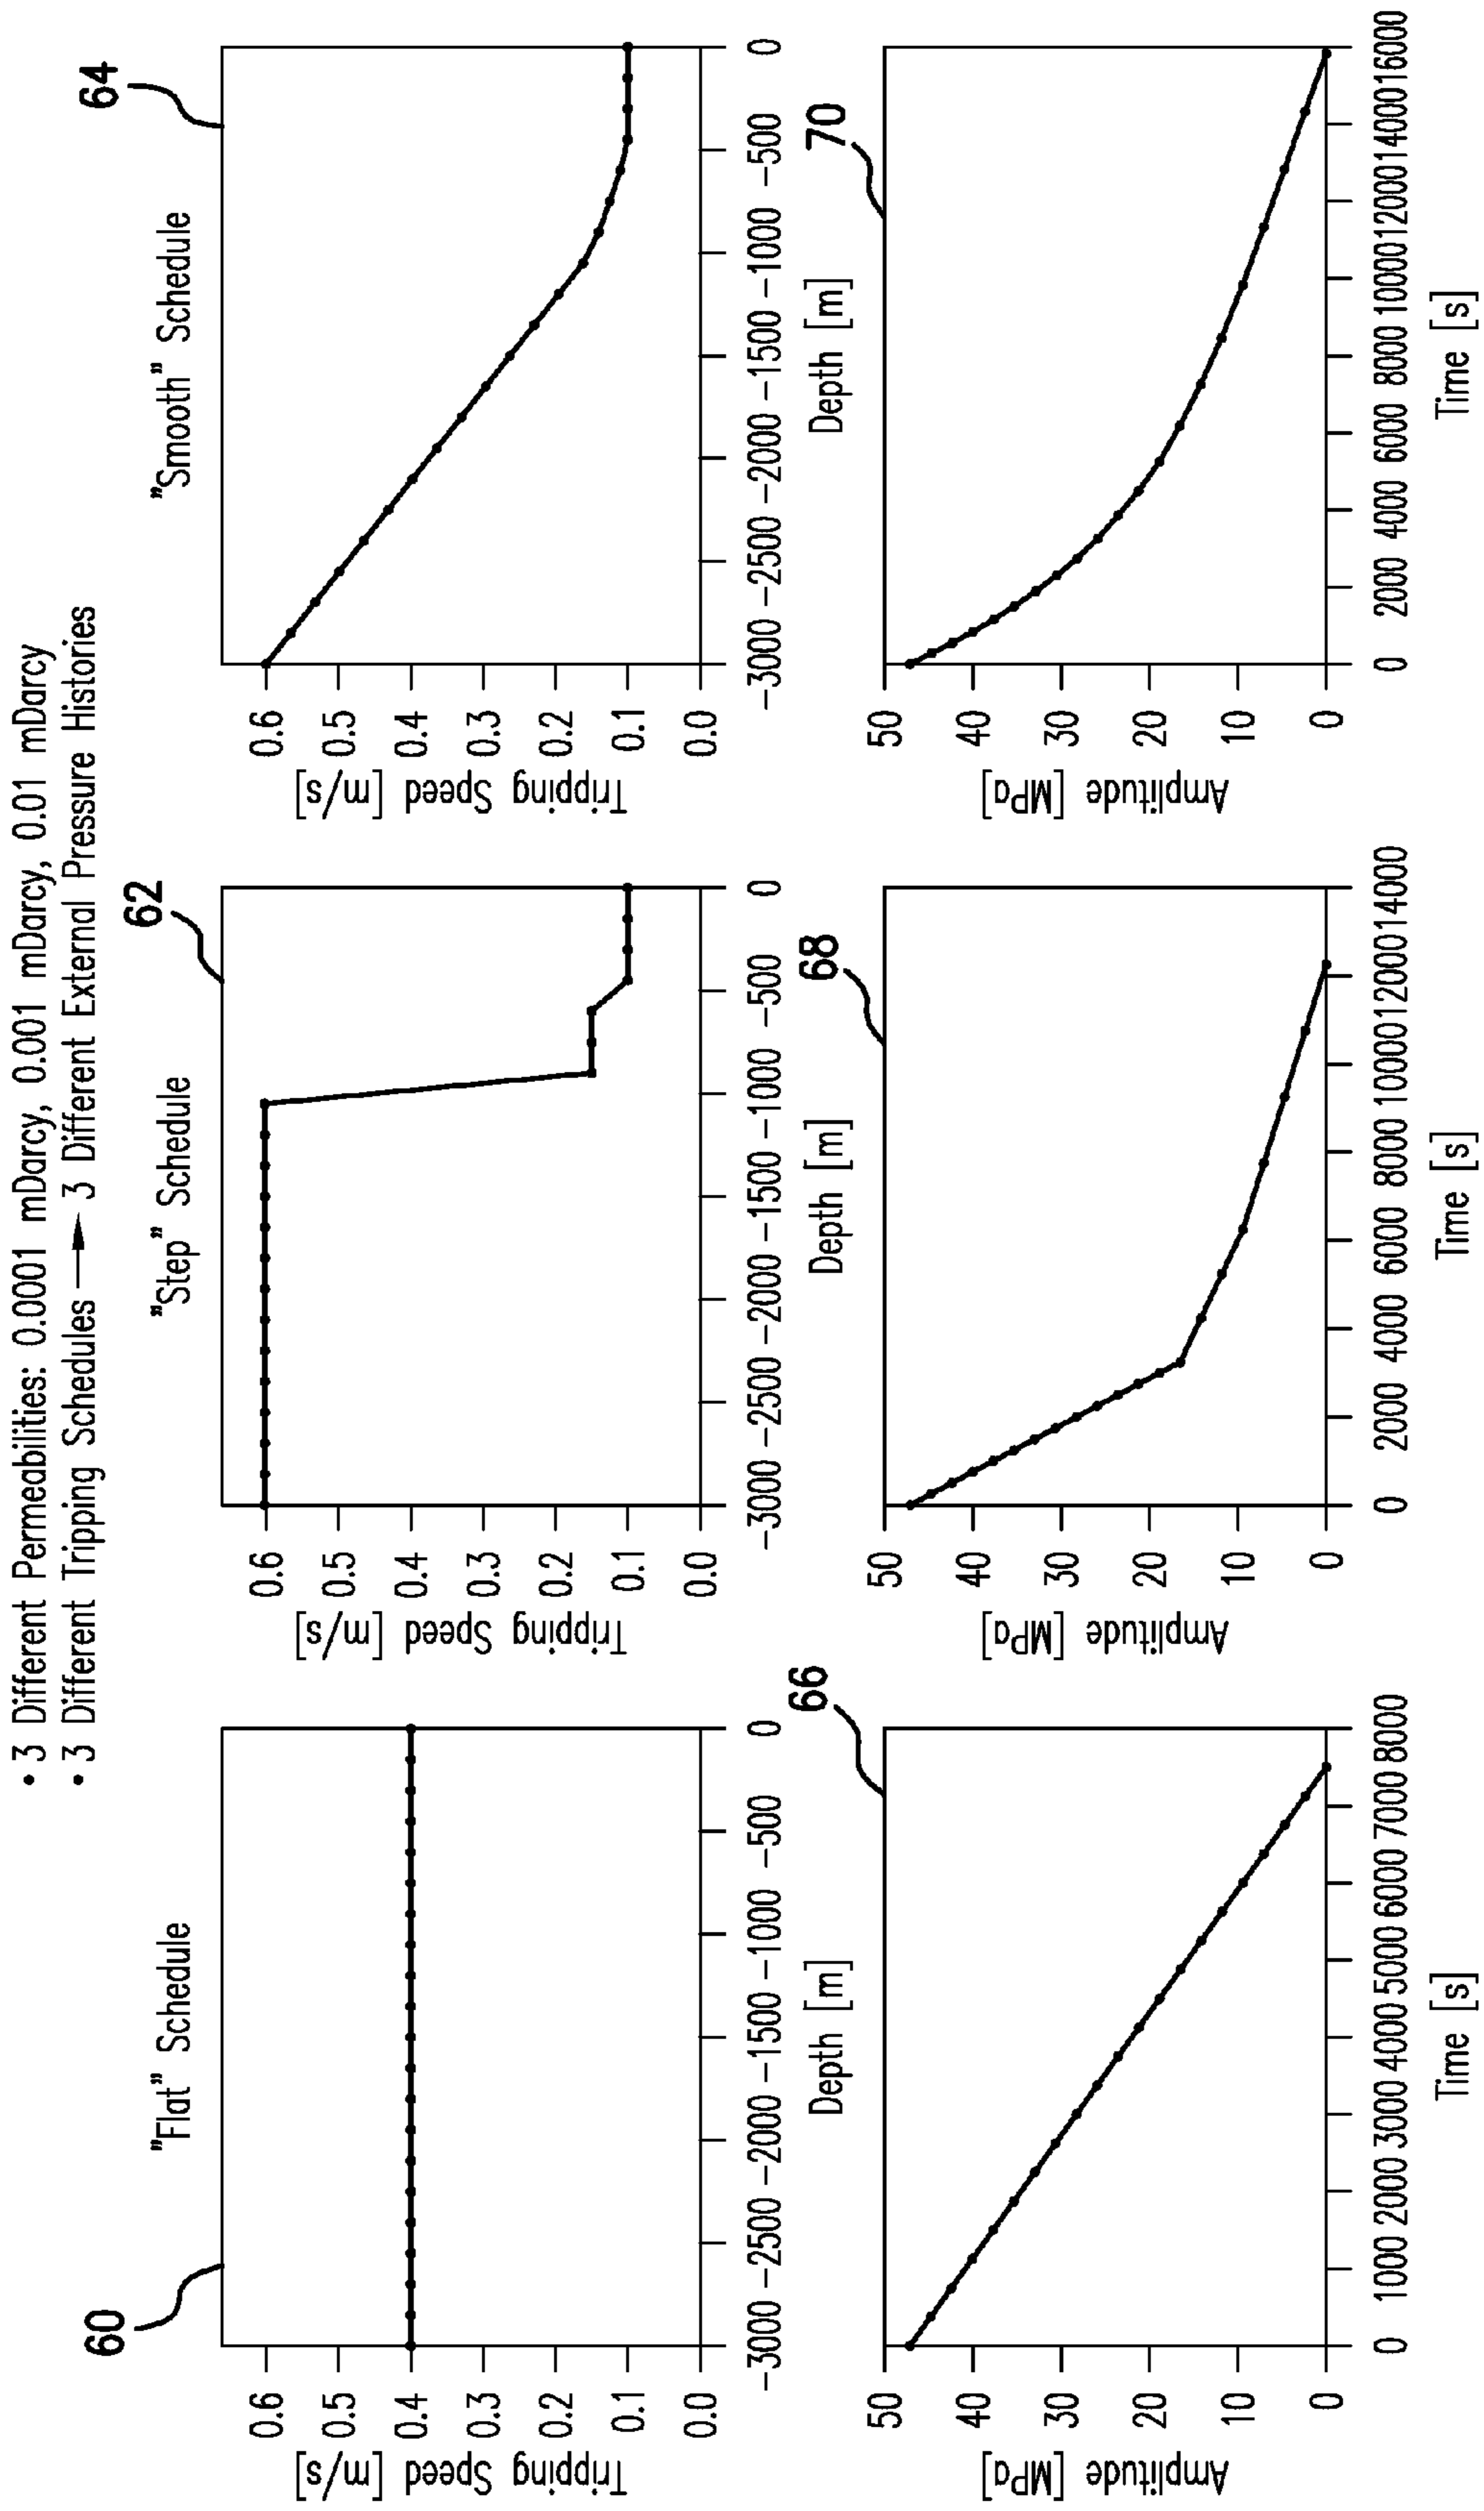 • 3 Different Permeabilities: 0.0001 mDarcy, 0.001 mDarcy, 0.01 mDarcy
• 3 Different Tripping Schedules → 3 Different External Pressure Histories
60
"Flat" Schedule
Tripping Speed [m/s]
0.6
0.5
0.4
0.3
0.2
0.1
0.0
-3000 -2500 -2000 -1500 -1000 -500 0
Depth [m]
62
"Step" Schedule
Tripping Speed [m/s]
0.6
0.5
0.4
0.3
0.2
0.1
0.0
-3000 -2500 -2000 -1500 -1000 -500 0
Depth [m]
64
"Smooth" Schedule
Tripping Speed [m/s]
0.6
0.5
0.4
0.3
0.2
0.1
0.0
-3000 -2500 -2000 -1500 -1000 -500 0
Depth [m]
66
Amplitude [MPa]
50
40
30
20
10
0
0 1000 2000 3000 4000 5000 6000 7000 8000
Time [s]
68
Amplitude [MPa]
50
40
30
20
10
0
0 2000 4000 6000 8000 10000 12000 14000
Time [s]
70
Amplitude [MPa]
50
40
30
20
10
0
0 2000 4000 6000 8000 10000 12000 14000 16000
Time [s]